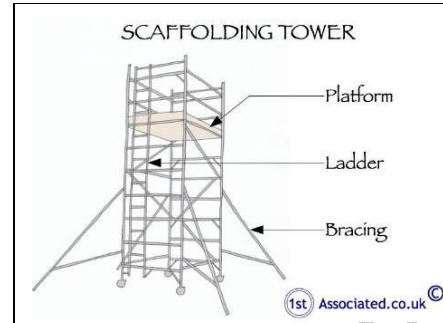 SCAFFOLDING TOWER
Platform
Ladder
Bracing
1st Associated.co.uk ©